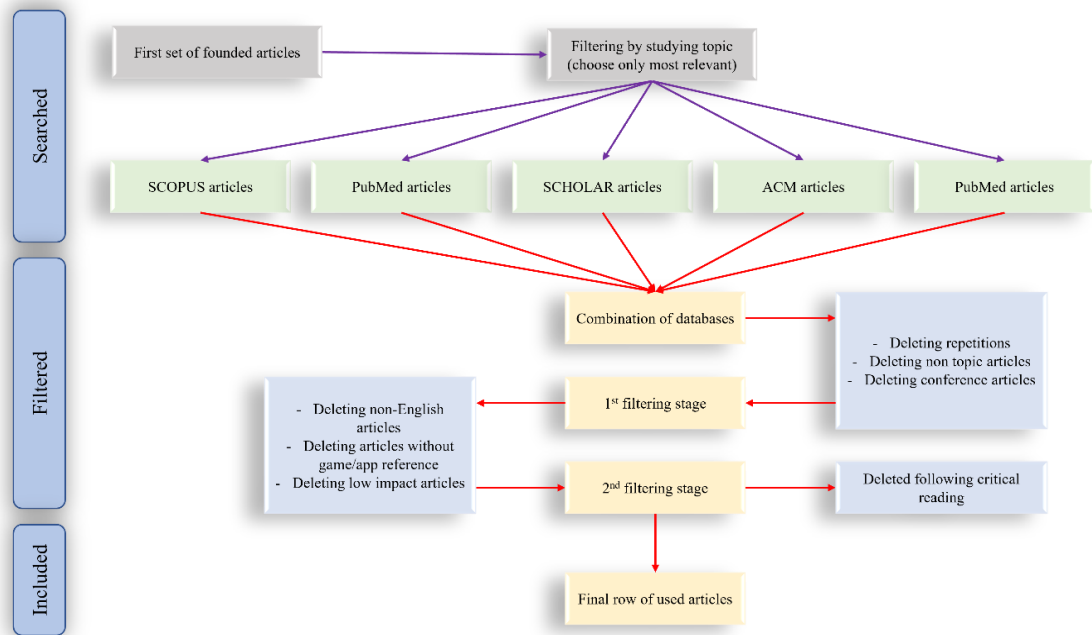 Searched
First set of founded articles
Filtering by studying topic
(choose only most relevant)
SCOPUS articles
PubMed articles
SCHOLAR articles
ACM articles
PubMed articles
Filtered
Combination of databases
- Deleting repetitions
- Deleting non topic articles
- Deleting conference articles
1st filtering stage
- Deleting non-English
articles
- Deleting articles without
game/app reference
- Deleting low impact articles
2nd filtering stage
Deleted following critical
reading
Included
Final row of used articles